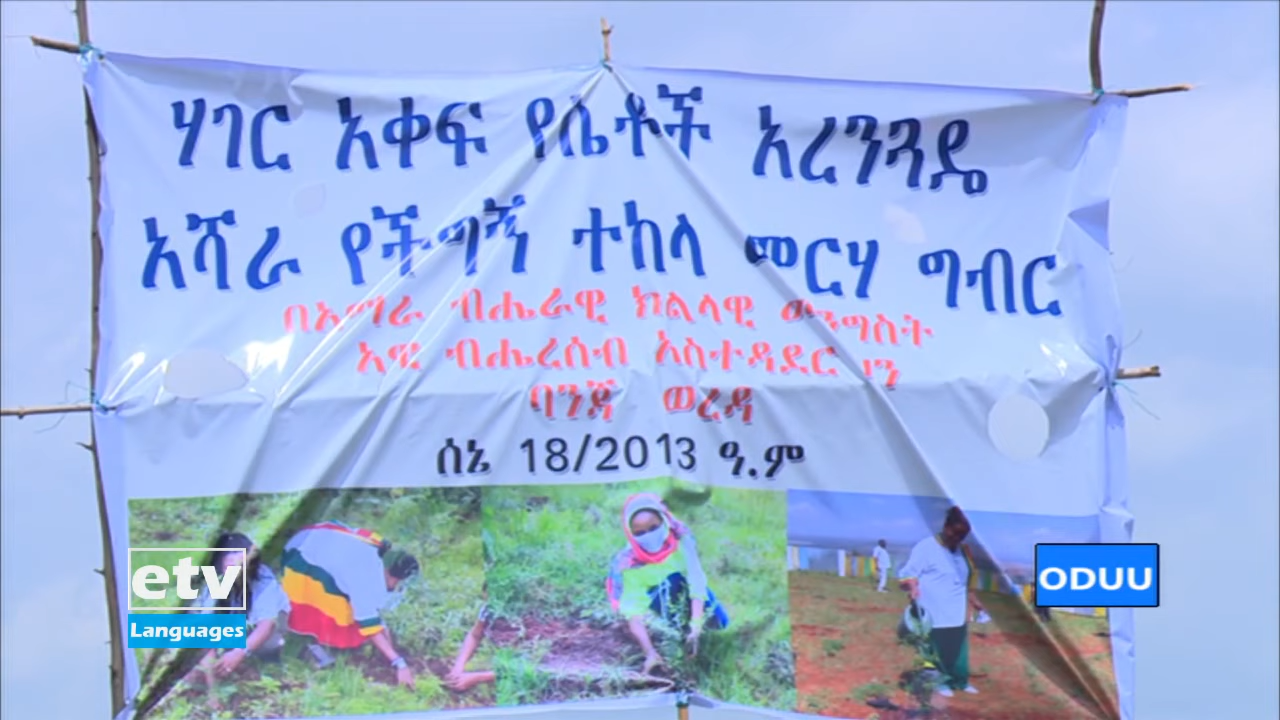 ሃገር አቀፍ የሴቶች አረንጓዴ
አሻራ የችግኝ ተከላ መርሃ ግብር
በአማራ ብሔራዊ ክልላዊ መንግስት
አዊ ብሔረሰብ አስተዳደር ዞን
ባንጃ ወረዳ
ሰኔ 18/2013 ዓ.ም
etv
Languages
ODUU